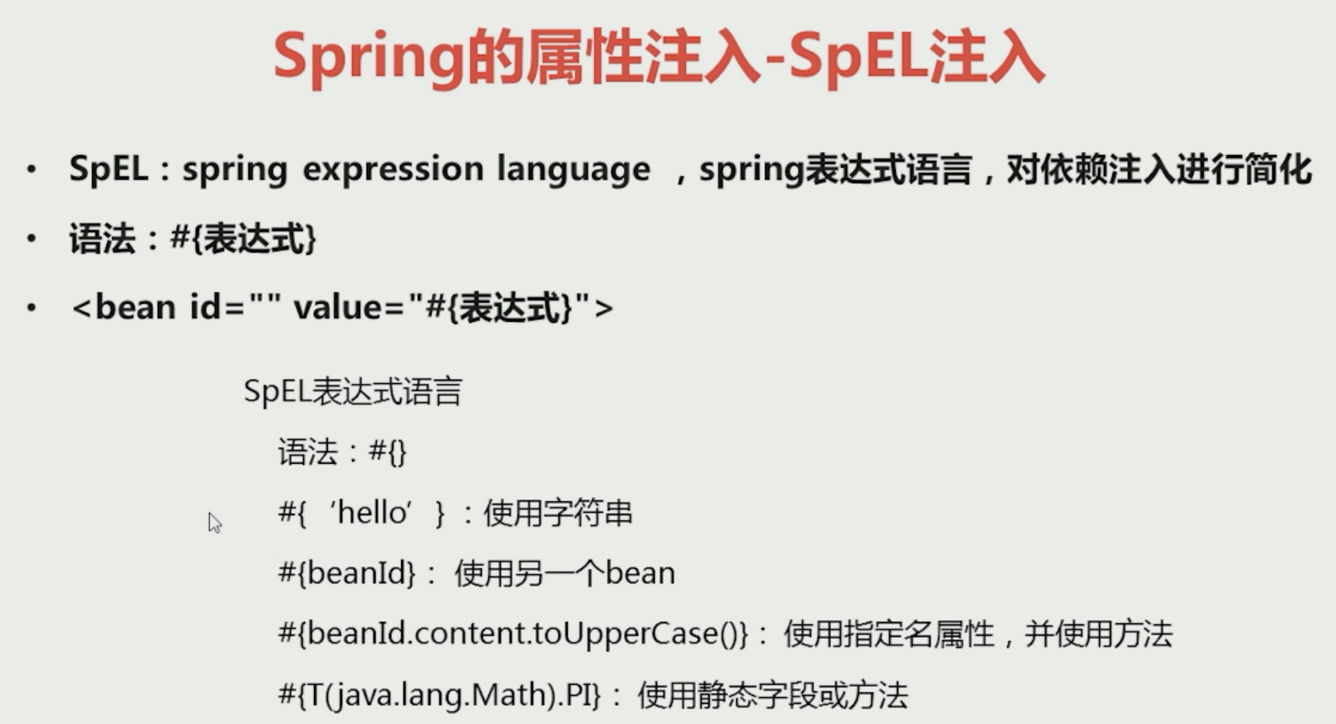 Spring的属性注入-SpEL注入
• SpEL：spring expression language ，spring表达式语言，对依赖注入进行简化
• 语法：#{表达式}
• <bean id="" value="#{表达式}">
SpEL表达式语言
语法：#{}
#{‘hello’}：使用字符串
#{beanId}：使用另一个bean
#{beanId.content.toUpperCase()}：使用指定名属性，并使用方法
#{T(java.lang.Math).PI}：使用静态字段或方法